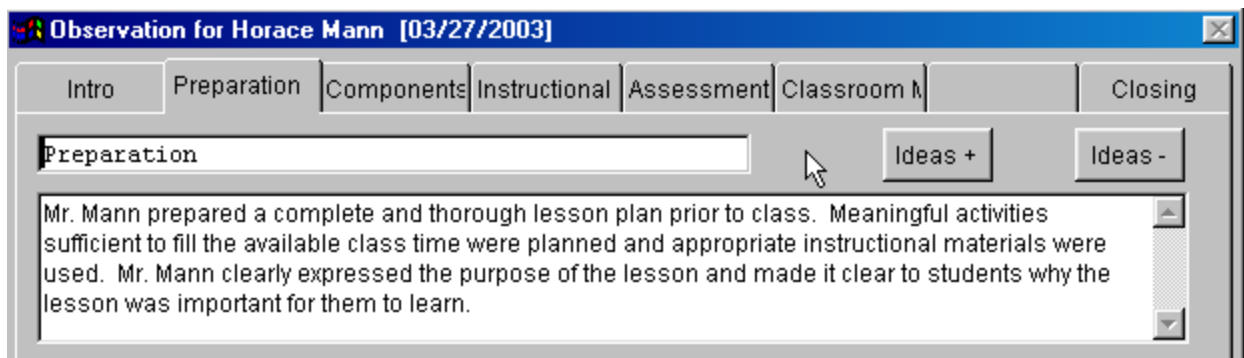 Observation for Horace Mann [03/27/2003]
Intro Preparation Components Instructional Assessment Classroom M Closing
Preparation Ideas + Ideas -
Mr. Mann prepared a complete and thorough lesson plan prior to class. Meaningful activities
sufficient to fill the available class time were planned and appropriate instructional materials were
used. Mr. Mann clearly expressed the purpose of the lesson and made it clear to students why the
lesson was important for them to learn.